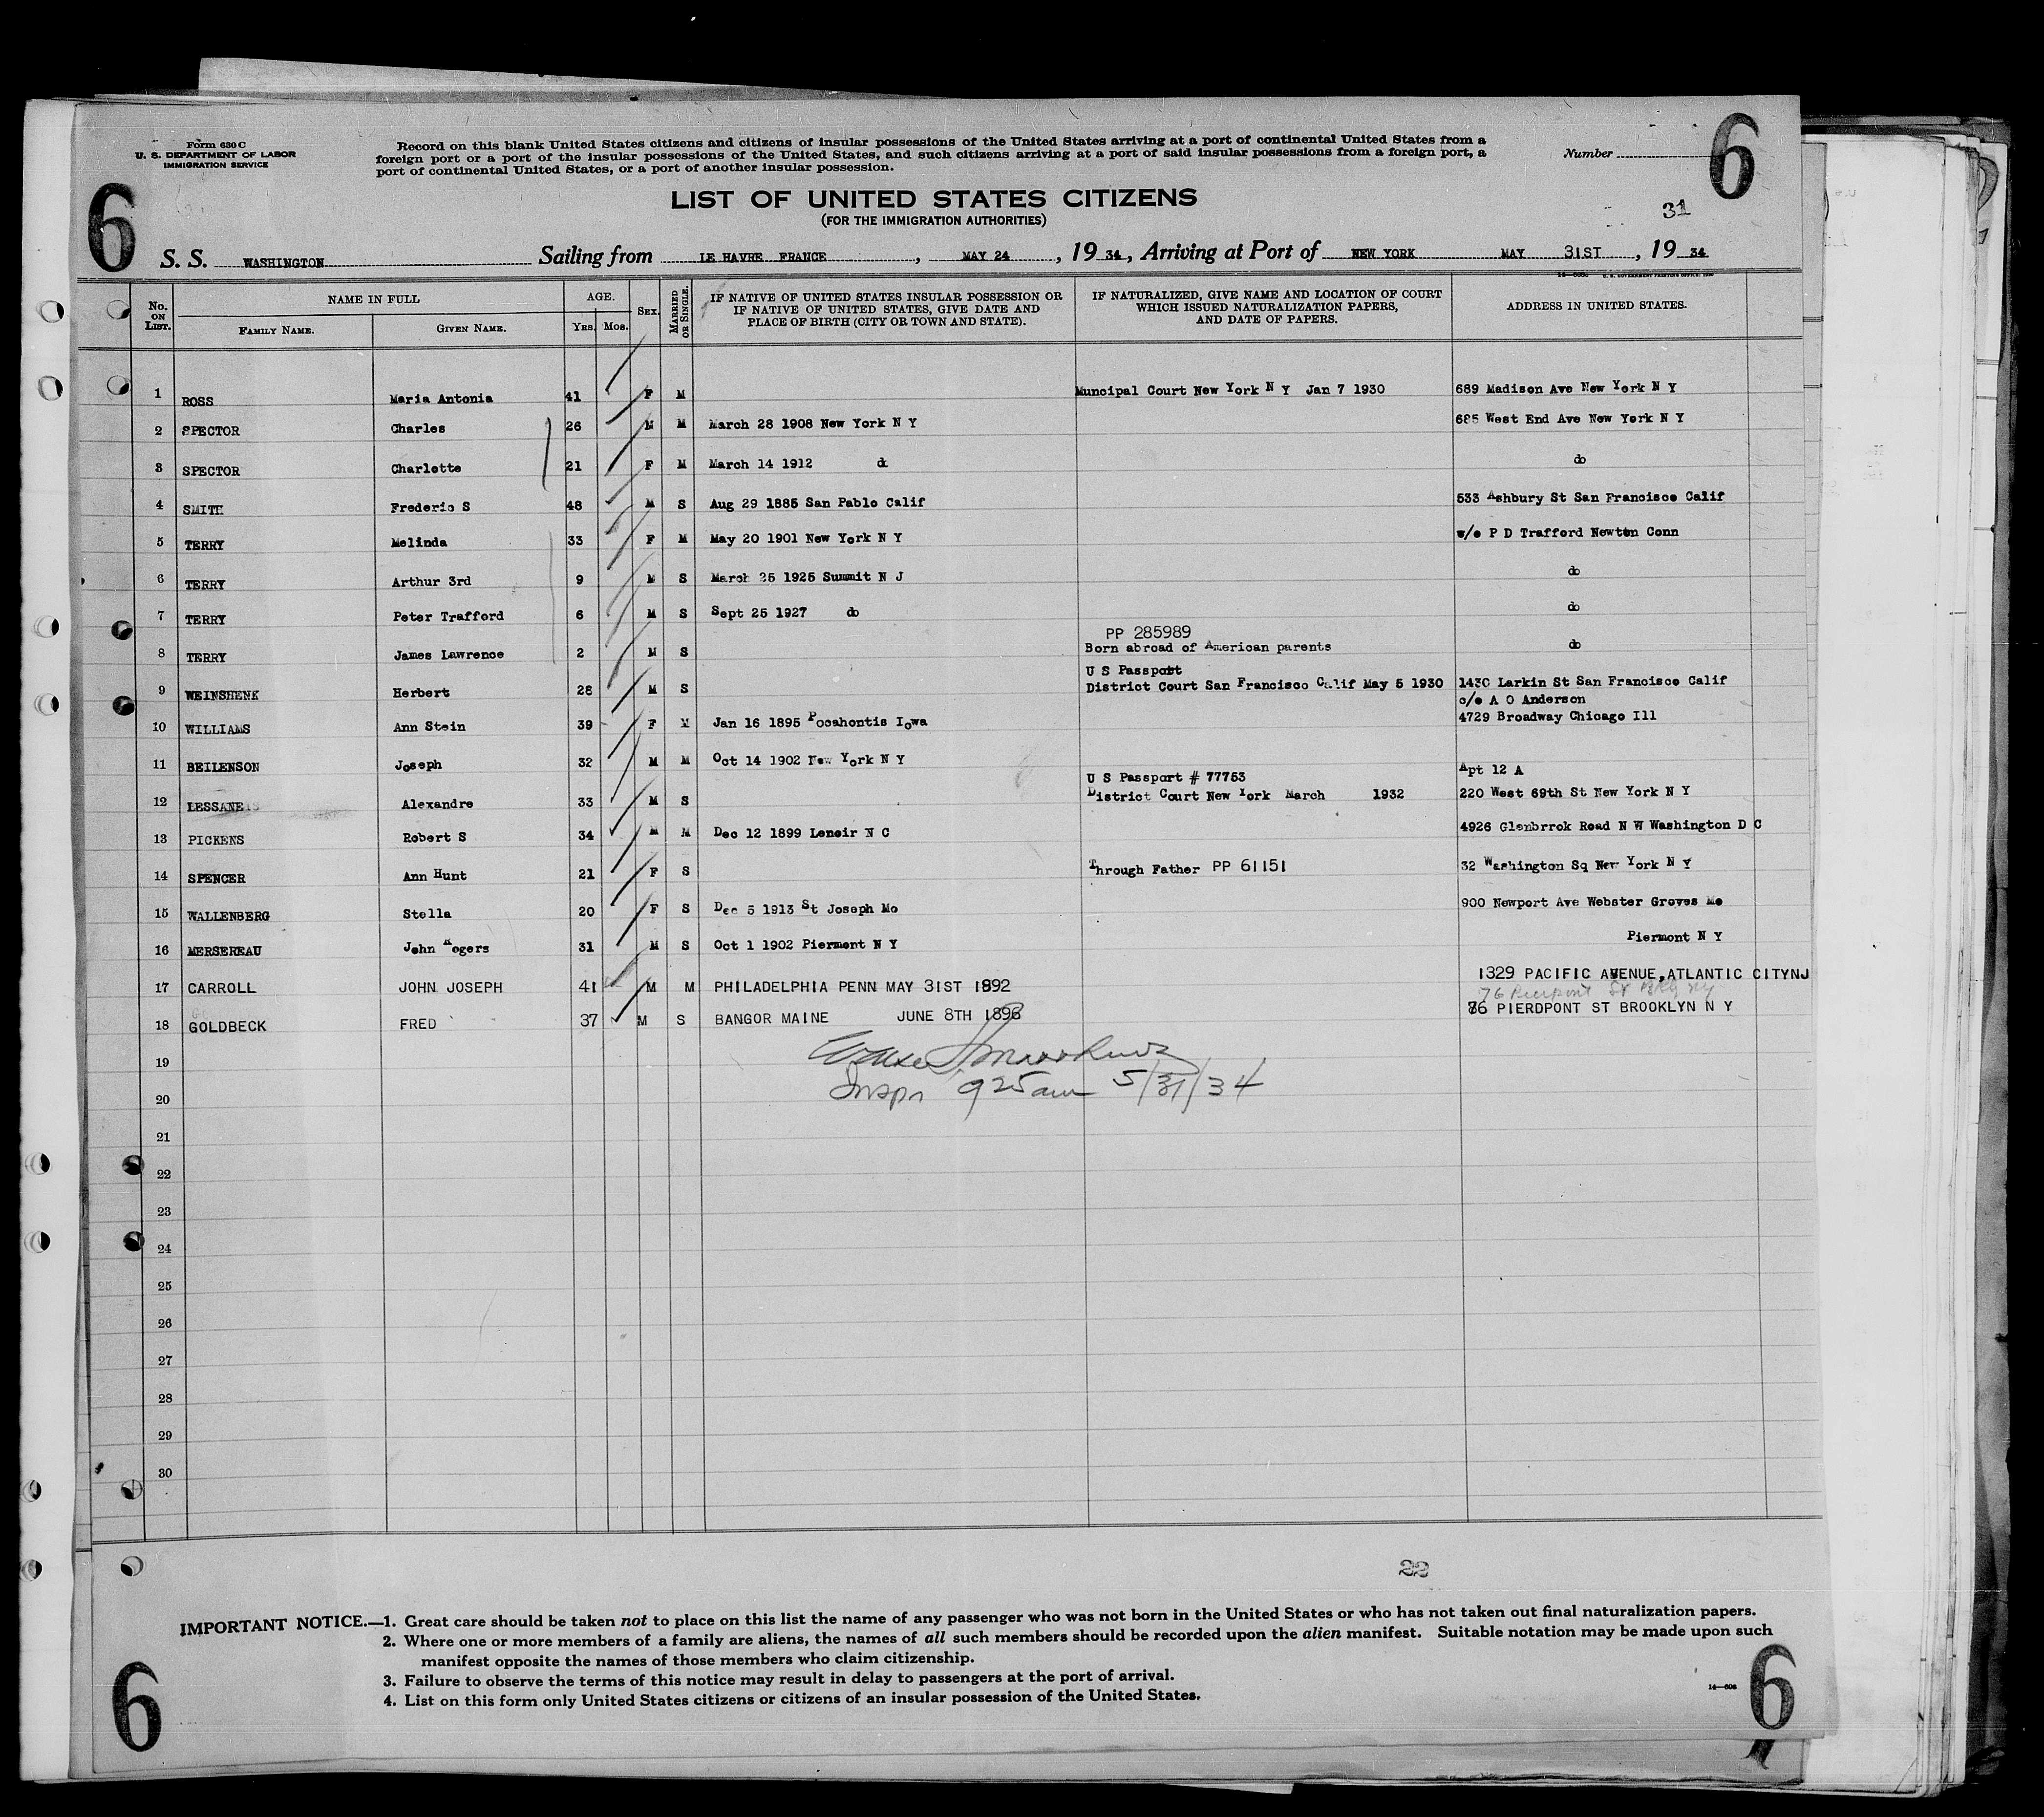 Form 630 C
U. S. DEPARTMENT OF LABOR
IMMIGRATION SERVICE
Record on this blank United States citizens and citizens of insular possessions of the United States arriving at a port of continental United States from a
foreign port or a port of the insular possessions of the United States, and such citizens arriving at a port of said insular possessions from a foreign port, a
port of continental United States, or a port of another insular possession.
Number
6
6
LIST OF UNITED STATES CITIZENS
(FOR THE IMMIGRATION AUTHORITIES)
31
S. S. WASHINGTON Sailing from LE HAVRE FRANCE, MAY 24, 19 34, Arriving at Port of NEW YORK MAY 31ST, 19 34
No. ON LIST. NAME IN FULL FAMILY NAME. GIVEN NAME. AGE. YRS. MOS. SEX. MARRIED OR SINGLE. IF NATIVE OF UNITED STATES INSULAR POSSESSION OR IF NATIVE OF UNITED STATES, GIVE DATE AND PLACE OF BIRTH (CITY OR TOWN AND STATE). IF NATURALIZED, GIVE NAME AND LOCATION OF COURT WHICH ISSUED NATURALIZATION PAPERS, AND DATE OF PAPERS. ADDRESS IN UNITED STATES.
1 ROSS Maria Antonia 41 F M Muncipal Court New York N Y Jan 7 1930 689 Madison Ave New York N Y
2 SPECTOR Charles 26 M M March 28 1908 New York N Y 685 West End Ave New York N Y
3 SPECTOR Charlotte 21 F M March 14 1912 do do
4 SMITH Frederic S 48 M S Aug 29 1885 San Pablo Calif 533 Ashbury St San Francisco Calif
5 TERRY Melinda 33 F M May 20 1901 New York N Y c/o P D Trafford Newton Conn
6 TERRY Arthur 3rd 9 M S March 25 1925 Summit N J do
7 TERRY Peter Trafford 6 M S Sept 25 1927 do do
PP 285989
8 TERRY James Lawrence 2 M S Born abroad of American parents do
U S Passport
9 WEINSHENK Herbert 28 M S District Court San Francisco Calif May 5 1930 1430 Larkin St San Francisco Calif
c/o A O Anderson
10 WILLIAMS Ann Stein 39 F M Jan 16 1895 Pocahontis Iowa 4729 Broadway Chicago Ill
11 BEILENSON Joseph 32 M M Oct 14 1902 New York N Y
U S Passport # 77753 Apt 12 A
12 LESSANE Alexandre 33 M S District Court New York March 1932 220 West 69th St New York N Y
13 PICKENS Robert S 34 M M Dec 12 1899 Lenoir N C 4926 Glenbrrok Road N W Washington D C
14 SPENCER Ann Hunt 21 F S Through Father PP 61151 32 Washington Sq New York N Y
15 WALLENBERG Stella 20 F S Dec 5 1913 St Joseph Mo 900 Newport Ave Webster Groves Mo
16 MERSEREAU John Rogers 31 M S Oct 1 1902 Piermont N Y Piermont N Y
17 CARROLL JOHN JOSEPH 41 M M PHILADELPHIA PENN MAY 31ST 1892 1329 PACIFIC AVENUE, ATLANTIC CITYNJ
76 Pierpont St Bkly NY
18 GOLDBECK FRED 37 M S BANGOR MAINE JUNE 8TH 1896 76 PIERDPONT ST BROOKLYN N Y
19
Inspr 925am 5/31/34
20
21
22
23
24
25
26
27
28
29
30
22
IMPORTANT NOTICE.—1. Great care should be taken not to place on this list the name of any passenger who was not born in the United States or who has not taken out final naturalization papers.
2. Where one or more members of a family are aliens, the names of all such members should be recorded upon the alien manifest. Suitable notation may be made upon such
manifest opposite the names of those members who claim citizenship.
3. Failure to observe the terms of this notice may result in delay to passengers at the port of arrival.
4. List on this form only United States citizens or citizens of an insular possession of the United States.
6
6